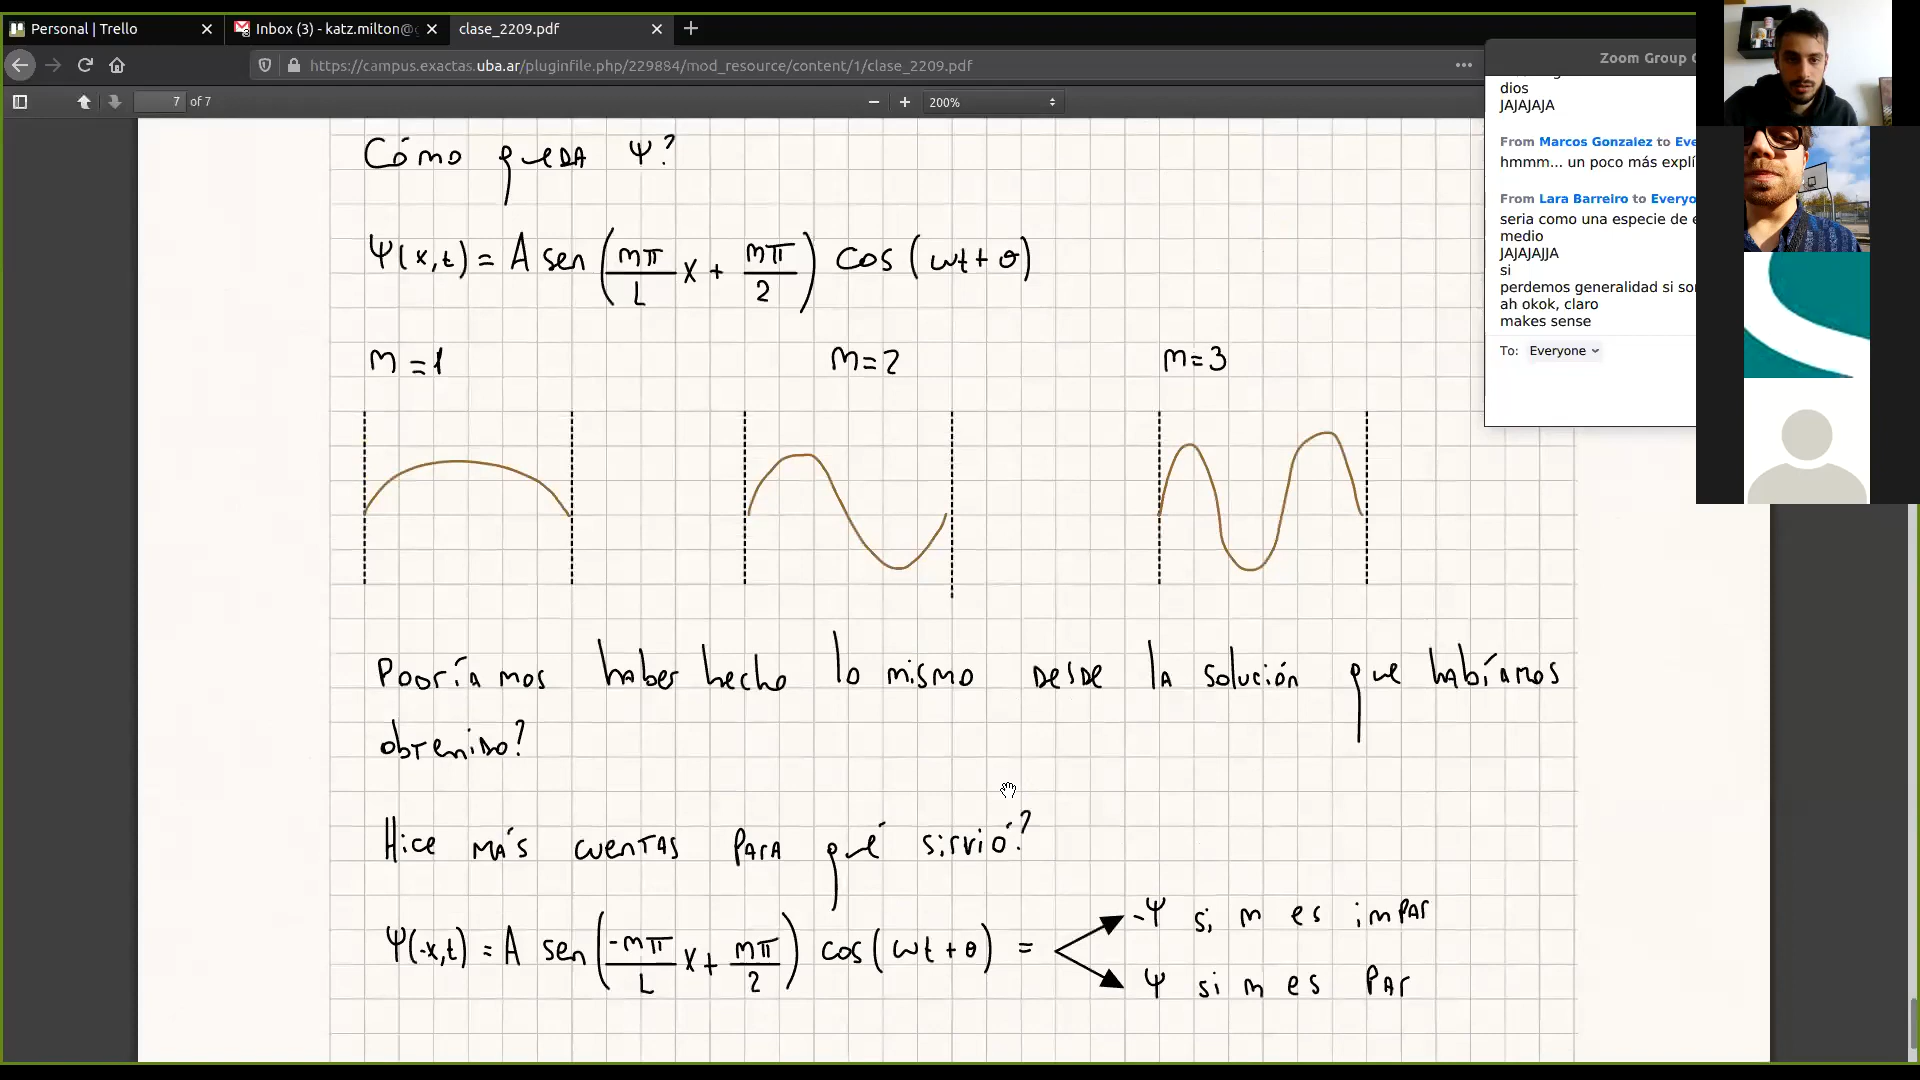 Personal | Trello
Inbox (3) - katz.milton@
clase_2209.pdf
https://campus.exactas.uba.ar/pluginfile.php/229884/mod_resource/content/1/clase_2209.pdf
7 of 7
200%
Zoom Group C
dios
JAJAJAJA
From Marcos Gonzalez to Eve
hmmm... un poco más explí
From Lara Barreiro to Everyo
seria como una especie de e
medio
JAJAJAJJA
si
perdemos generalidad si so
ah okok, claro
makes sense
To: Everyone
Cómo queda Ψ?
Ψ(x,t) = A sen(mπ/L x + mπ/2) cos(ωt + θ)
m=1 m=2 m=3
Podríamos haber hecho lo mismo desde la solución que habíamos
obtenido?
Hice más cuentas para qué sirvió?
Ψ(-x,t) = A sen(-mπ/L x + mπ/2) cos(ωt + θ) =
-Ψ si m es impar
Ψ si m es par